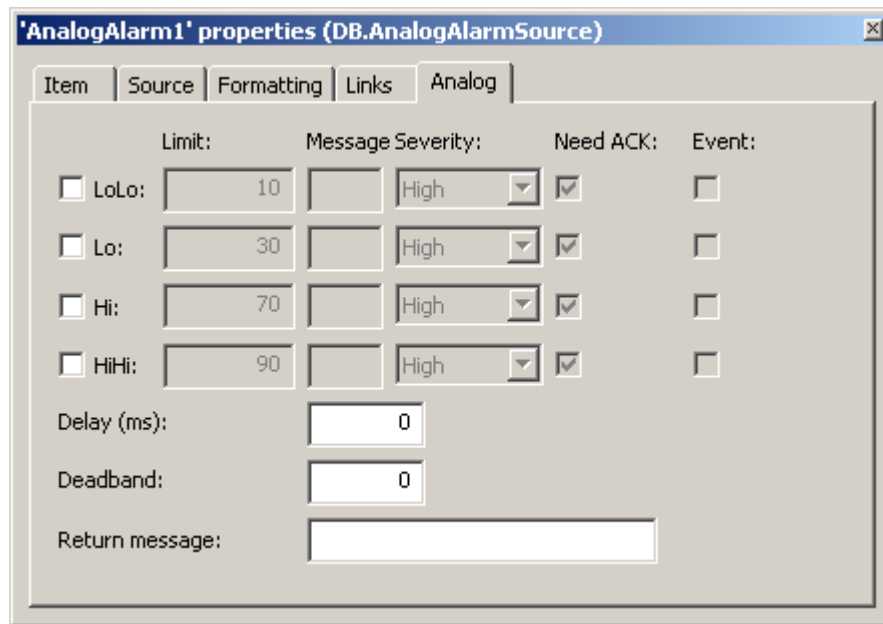 'AnalogAlarm1' properties (DB.AnalogAlarmSource)
Item Source Formatting Links Analog
Limit: Message Severity: Need ACK: Event:
LoLo: 10 High
Lo: 30 High
Hi: 70 High
HiHi: 90 High
Delay (ms): 0
Deadband: 0
Return message: